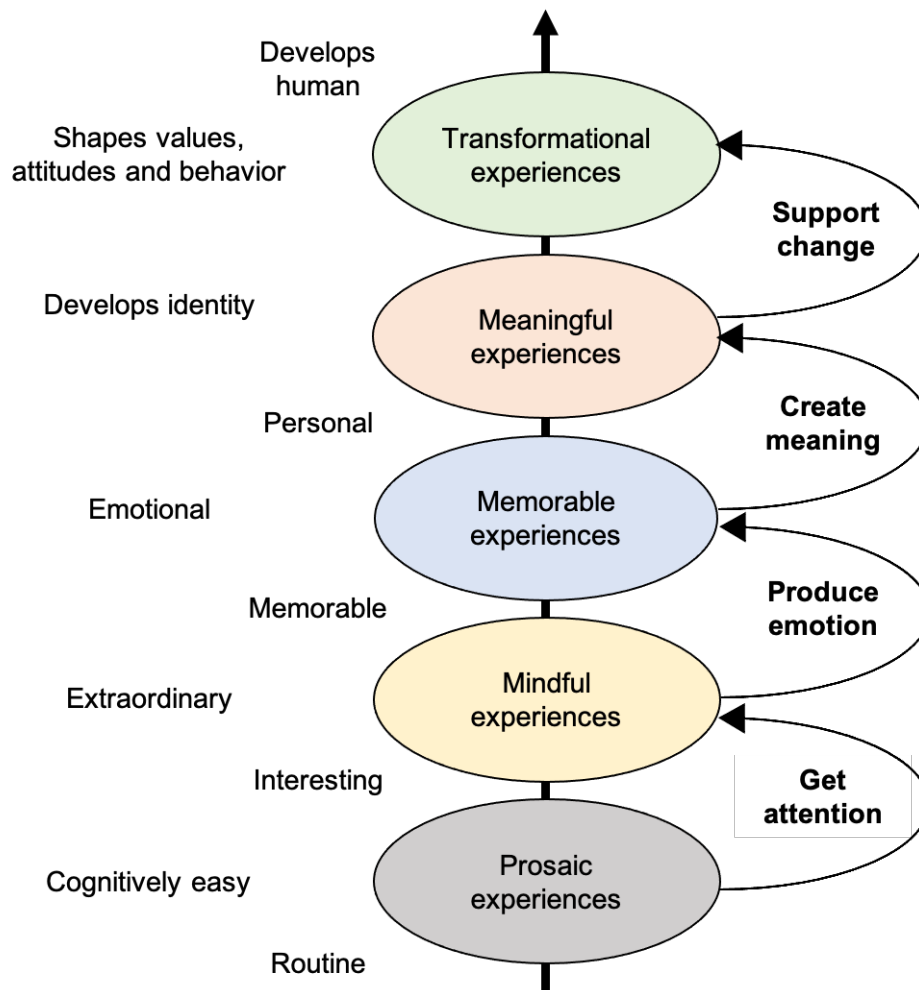 Develops
human
Transformational
experiences
Shapes values,
attitudes and behavior
Support
change
Develops identity
Meaningful
experiences
Personal
Create
meaning
Emotional
Memorable
experiences
Memorable
Produce
emotion
Extraordinary
Mindful
experiences
Interesting
Get
attention
Cognitively easy
Prosaic
experiences
Routine